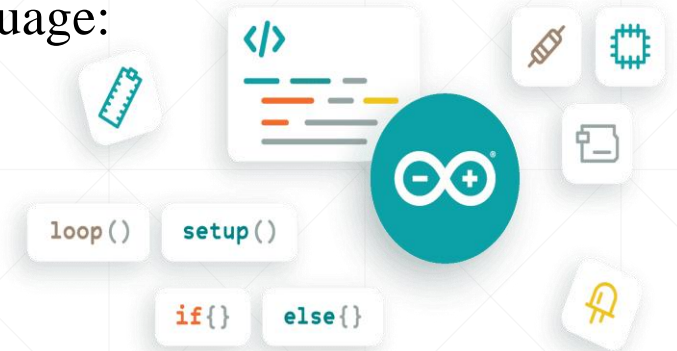 uage:
</>
loop() setup()
if{} else{}